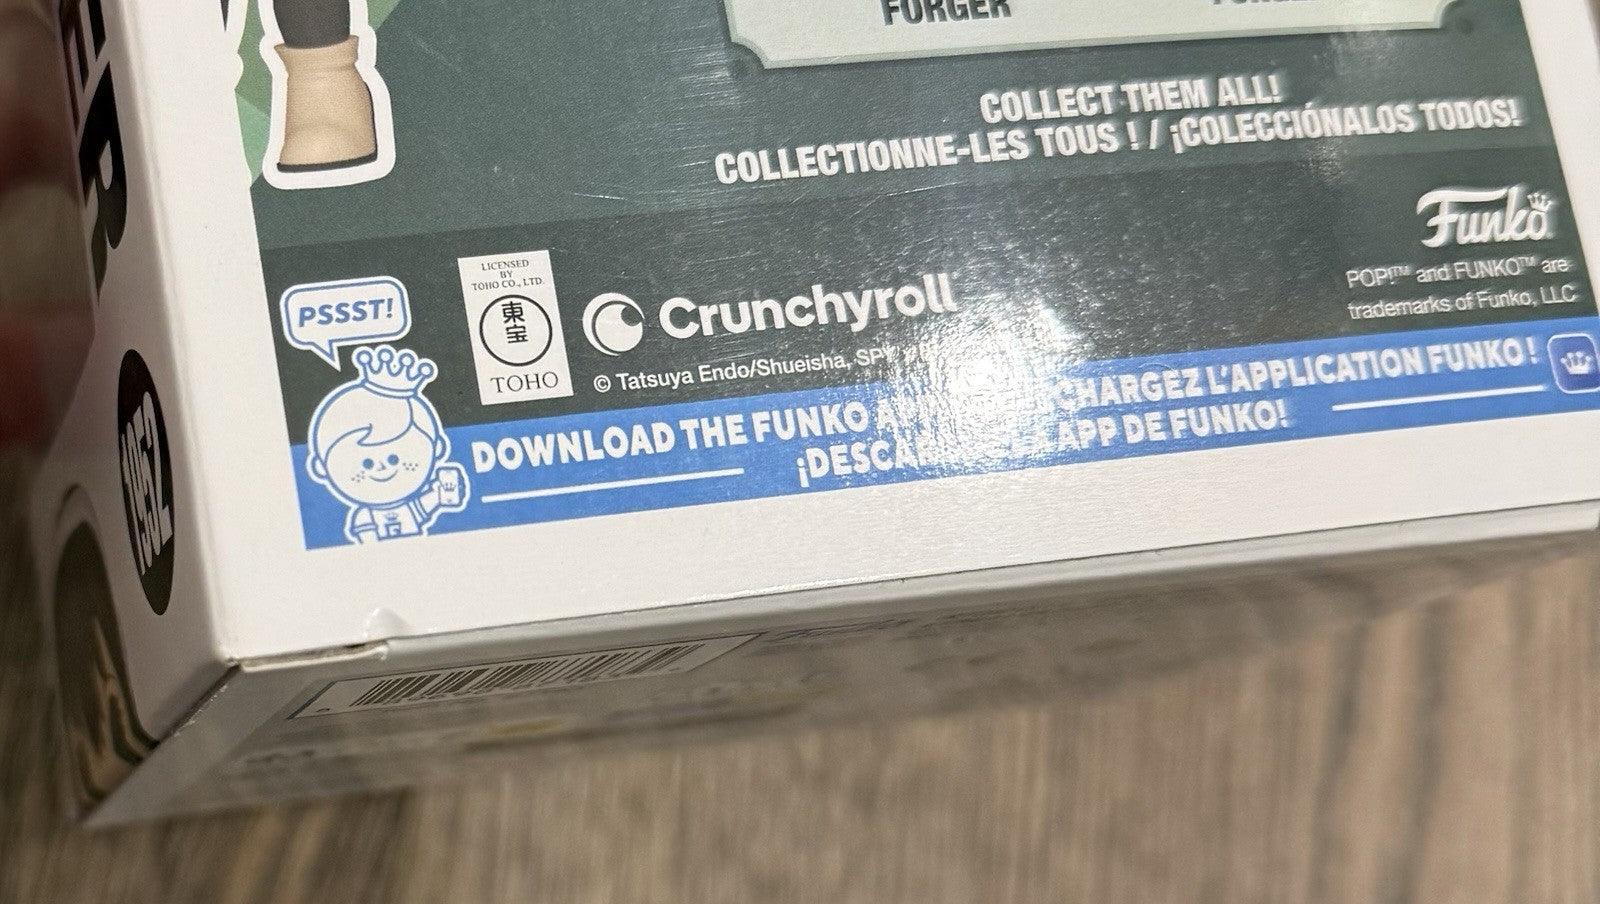 FORGER
COLLECT THEM ALL!
COLLECTIONNE-LES TOUS ! / ¡COLECCIÓNALOS TODOS!
Funko
POP!™ and FUNKO™ are
trademarks of Funko, LLC
PSSST!
LICENSED
BY
TOHO CO., LTD.
東宝
TOHO
Crunchyroll
© Tatsuya Endo/Shueisha,
DOWNLOAD THE FUNKO L'APPLICATION FUNKO !
APP DE FUNKO!
1952